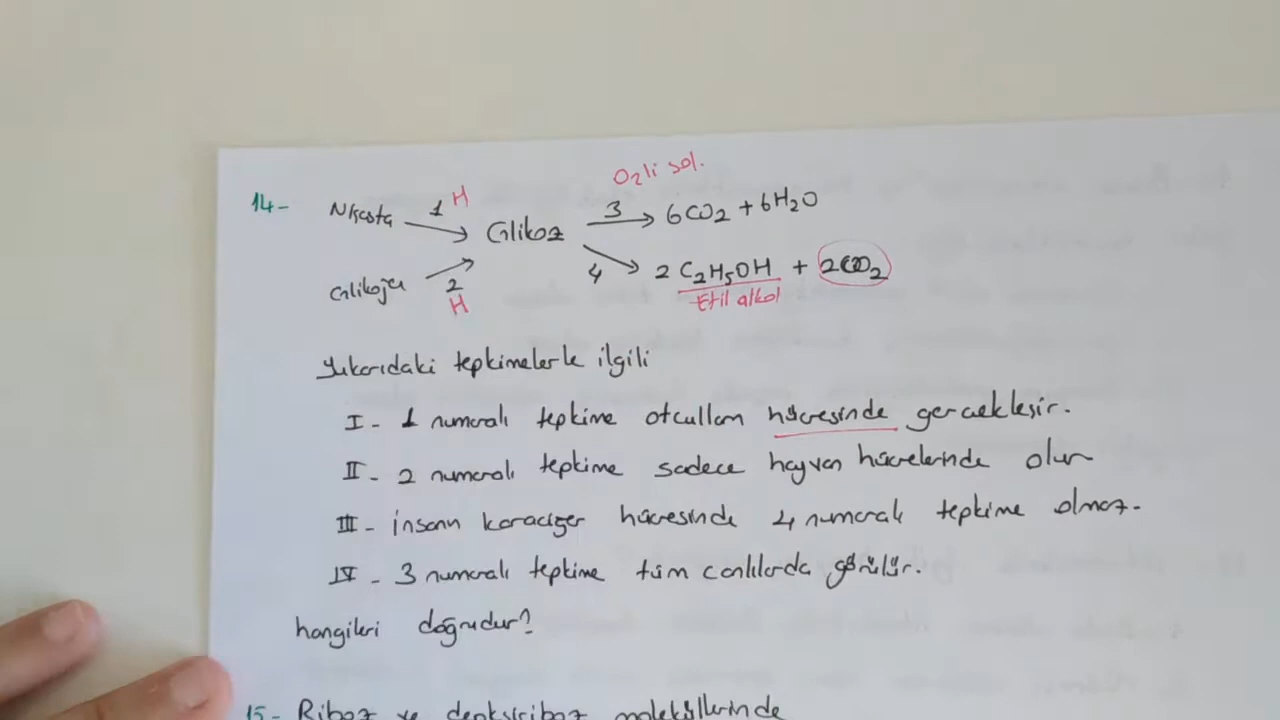 O2li sol.
14- Nişasta 1 H Glikoz 3 6CO2 + 6H2O
Glikojen 2 H 4 2 C2H5OH + 2CO2
Etil alkol
Yukarıdaki tepkimelerle ilgili
I - 1 numaralı tepkime otçulların hücresinde gerçekleşir.
II - 2 numaralı tepkime sadece hayvan hücrelerinde olur
III - insanın karaciğer hücresinde 4 numaralı tepkime olmaz.
IV - 3 numaralı tepkime tüm canlılarda görülür.
hangileri doğrudur?
15- Riboz ve deoksiriboz moleküllerinde